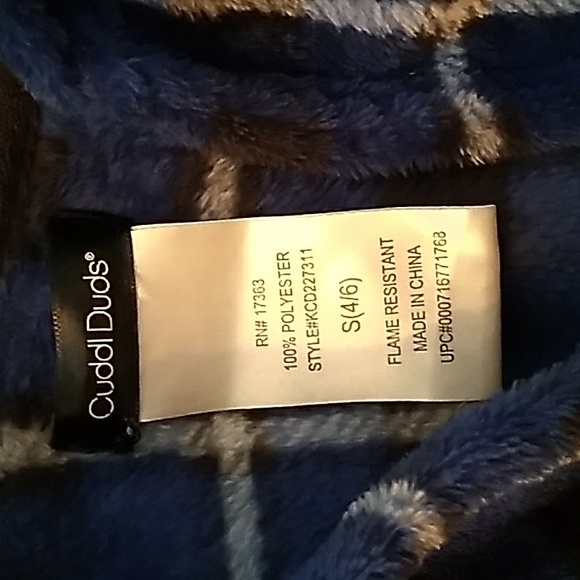 Cuddl Duds®
RN# 17363
100% POLYESTER
STYLE#KCD227311
S(4/6)
FLAME RESISTANT
MADE IN CHINA
UPC#000716771763